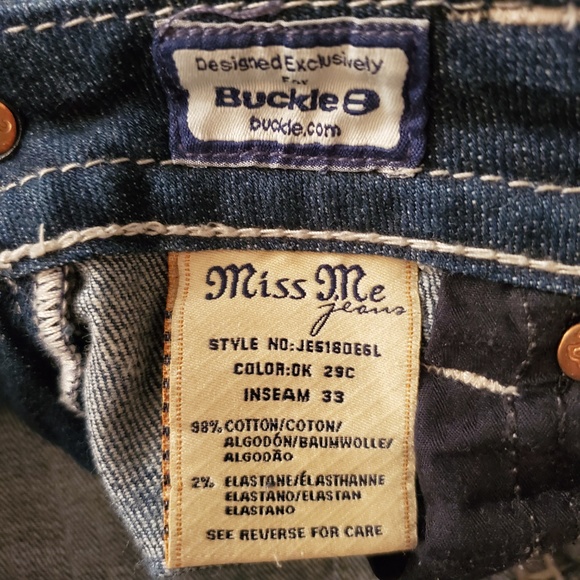 Designed Exclusively
For
Buckle B
buckle.com
Miss Me
jeans
STYLE NO:JE5180E6L
COLOR:DK 29C
INSEAM 33
98% COTTON/COTON/
ALGODÓN/BAUMWOLLE/
ALGODÃO
2% ELASTANE/ÉLASTHANNE
ELASTANO/ELASTAN
ELASTANO
SEE REVERSE FOR CARE